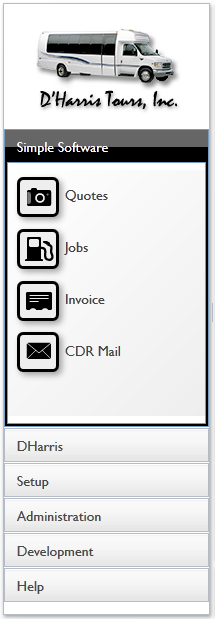 D'Harris Tours, Inc.
Simple Software
Quotes
Jobs
Invoice
CDR Mail
DHarris
Setup
Administration
Development
Help